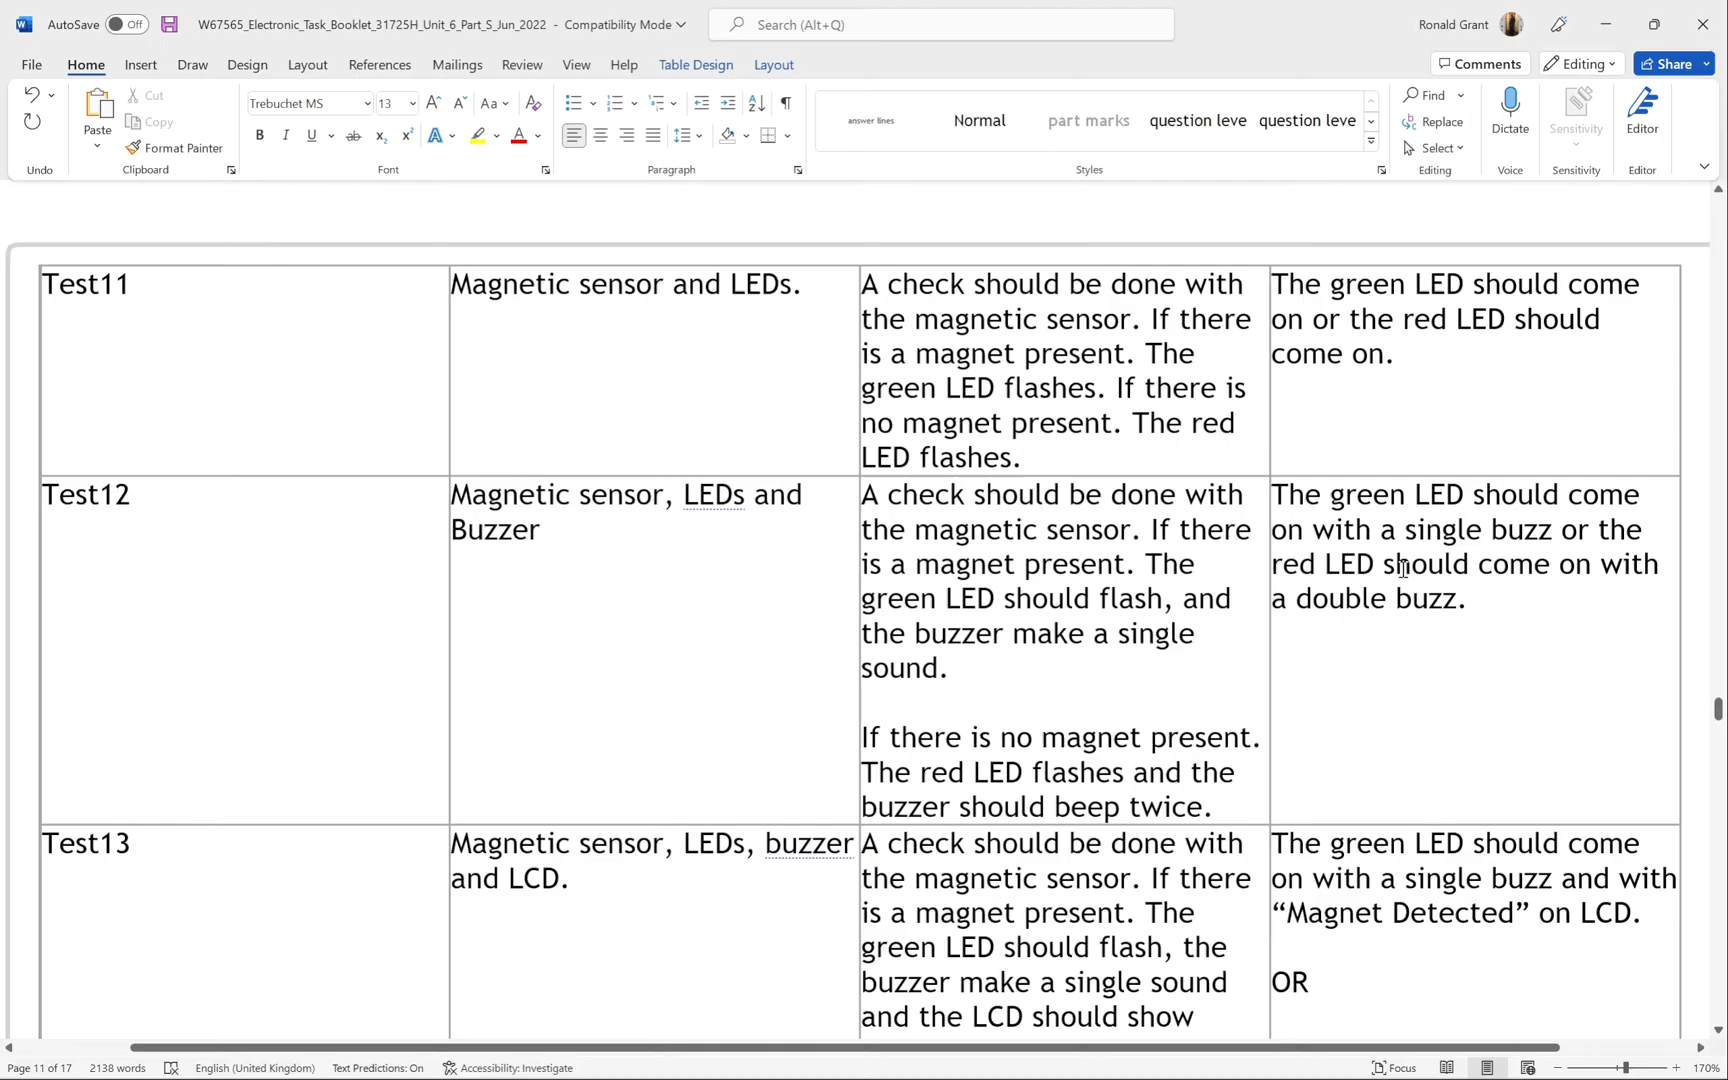 AutoSave Off W67565_Electronic_Task_Booklet_31725H_Unit_6_Part_S_Jun_2022 - Compatibility Mode Search (Alt+Q) Ronald Grant
File Home Insert Draw Design Layout References Mailings Review View Help Table Design Layout Comments Editing Share
Paste
Cut
Copy
Format Painter
Trebuchet MS 13
answer lines Normal part marks question leve question leve
Find
Replace
Select
Dictate
Sensitivity
Editor
Undo Clipboard Font Paragraph Styles Editing Voice Sensitivity Editor
Test11
Magnetic sensor and LEDs.
A check should be done with
the magnetic sensor. If there
is a magnet present. The
green LED flashes. If there is
no magnet present. The red
LED flashes.
The green LED should come
on or the red LED should
come on.
Test12
Magnetic sensor, LEDs and
Buzzer
A check should be done with
the magnetic sensor. If there
is a magnet present. The
green LED should flash, and
the buzzer make a single
sound.
If there is no magnet present.
The red LED flashes and the
buzzer should beep twice.
The green LED should come
on with a single buzz or the
red LED should come on with
a double buzz.
Test13
Magnetic sensor, LEDs, buzzer
and LCD.
A check should be done with
the magnetic sensor. If there
is a magnet present. The
green LED should flash, the
buzzer make a single sound
and the LCD should show
The green LED should come
on with a single buzz and with
“Magnet Detected” on LCD.
OR
Page 11 of 17 2138 words English (United Kingdom) Text Predictions: On Accessibility: Investigate Focus 170%